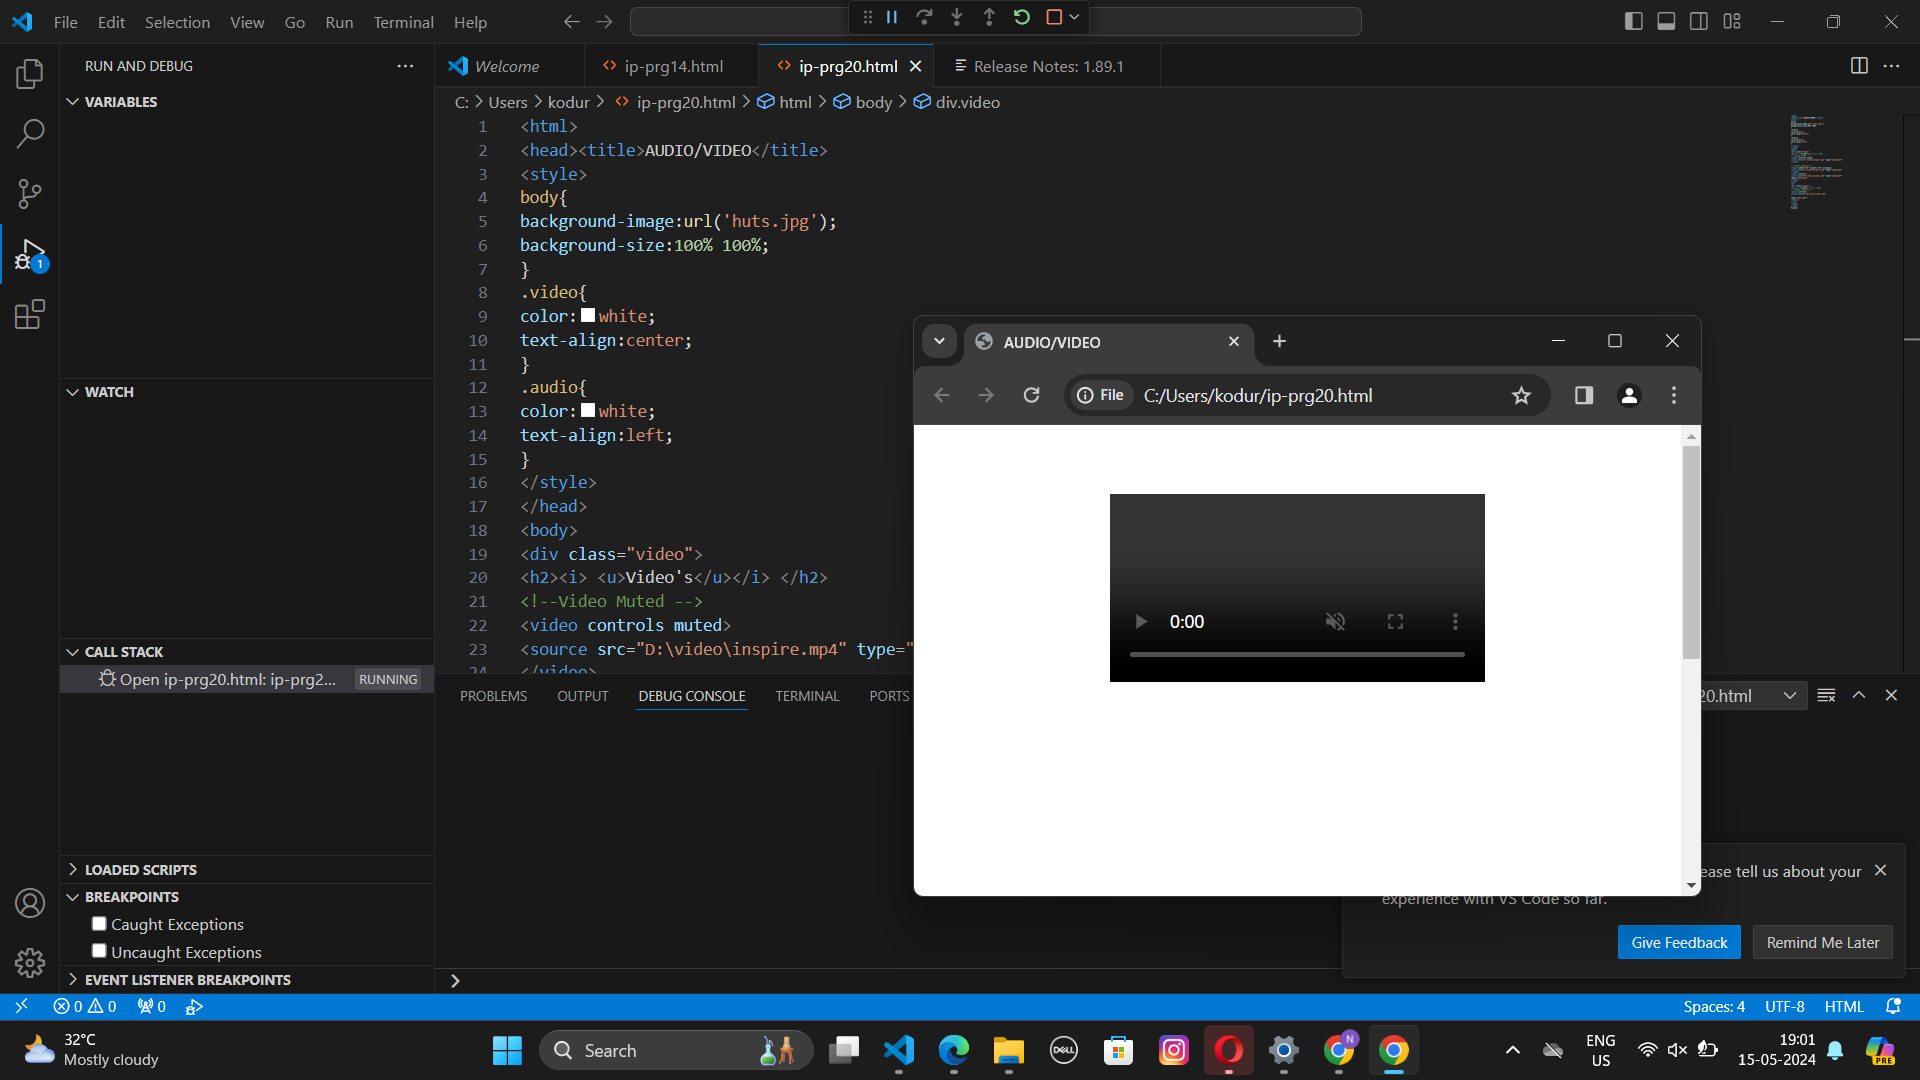 File Edit Selection View Go Run Terminal Help
RUN AND DEBUG
VARIABLES
WATCH
CALL STACK
Open ip-prg20.html: ip-prg2... RUNNING
LOADED SCRIPTS
BREAKPOINTS
Caught Exceptions
Uncaught Exceptions
EVENT LISTENER BREAKPOINTS
1
Welcome ip-prg14.html ip-prg20.html Release Notes: 1.89.1
C: > Users > kodur > ip-prg20.html > html > body > div.video
1 <html>
2 <head><title>AUDIO/VIDEO</title>
3 <style>
4 body{
5 background-image:url('huts.jpg');
6 background-size:100% 100%;
7 }
8 .video{
9 color:white;
10 text-align:center;
11 }
12 .audio{
13 color:white;
14 text-align:left;
15 }
16 </style>
17 </head>
18 <body>
19 <div class="video">
20 <h2><i> <u>Video's</u></i> </h2>
21 <!--Video Muted -->
22 <video controls muted>
23 <source src="D:\video\inspire.mp4" type="
24 </video>
PROBLEMS OUTPUT DEBUG CONSOLE TERMINAL PORTS
20.html
AUDIO/VIDEO
File C:/Users/kodur/ip-prg20.html
0:00
ease tell us about your
experience with VS Code so far.
Give Feedback Remind Me Later
0 0 0
Spaces: 4 UTF-8 HTML
32°C
Mostly cloudy
Search
DELL
N
ENG
US
19:01
15-05-2024
PRE